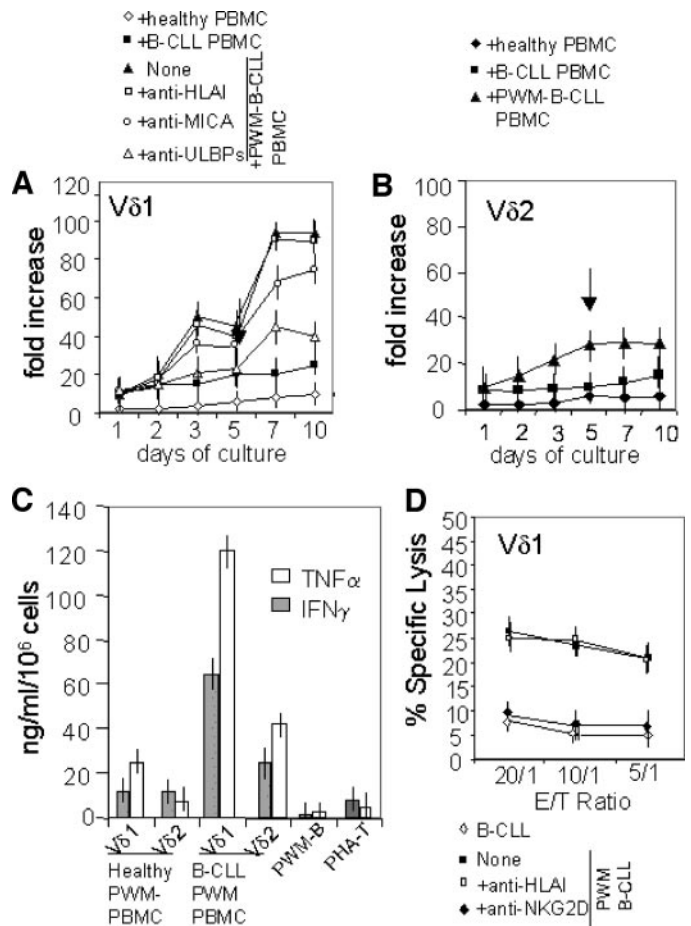 +healthy PBMC
+B-CLL PBMC
None
+anti-HLAI
+anti-MICA
+anti-ULBPs
+PWM-B-CLL
PBMC
+healthy PBMC
+B-CLL PBMC
+PWM-B-CLL
PBMC
A
Vδ1
fold increase
120
100
80
60
40
20
0
1 2 3 5 7 10
days of culture
B
Vδ2
fold increase
100
80
60
40
20
0
1 2 3 5 7 10
days of culture
C
ng/ml/10⁶ cells
140
120
100
80
60
40
20
0
TNFα
IFNγ
Vδ1 Vδ2 Vδ1 Vδ2 PWM-B PHA-T
Healthy
PWM-
PBMC
B-CLL
PWM
PBMC
D
Vδ1
% Specific Lysis
50
45
40
35
30
25
20
15
10
5
0
20/1 10/1 5/1
E/T Ratio
B-CLL
None
+anti-HLAI
+anti-NKG2D
PWM
B-CLL